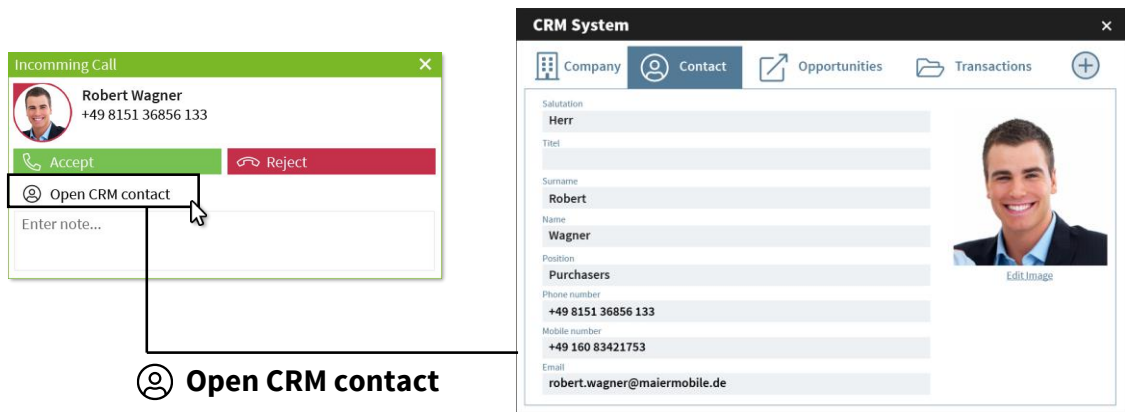 Incomming Call
Robert Wagner
+49 8151 36856 133
Accept
Reject
Open CRM contact
Enter note...
Open CRM contact
CRM System
Company
Contact
Opportunities
Transactions
Salutation
Herr
Titel
Surname
Robert
Name
Wagner
Position
Purchasers
Phone number
+49 8151 36856 133
Mobile number
+49 160 83421753
Email
robert.wagner@maiermobile.de
Edit Image